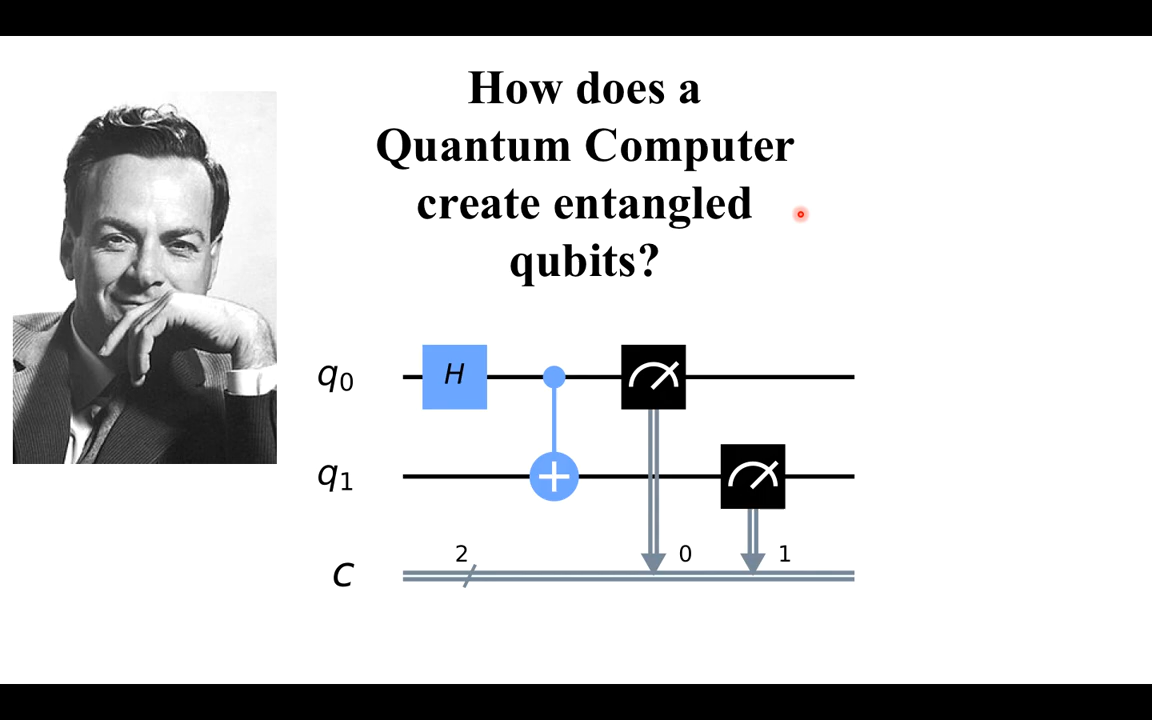 How does a
Quantum Computer
create entangled
qubits?
q0
H
q1
2
0
1
c